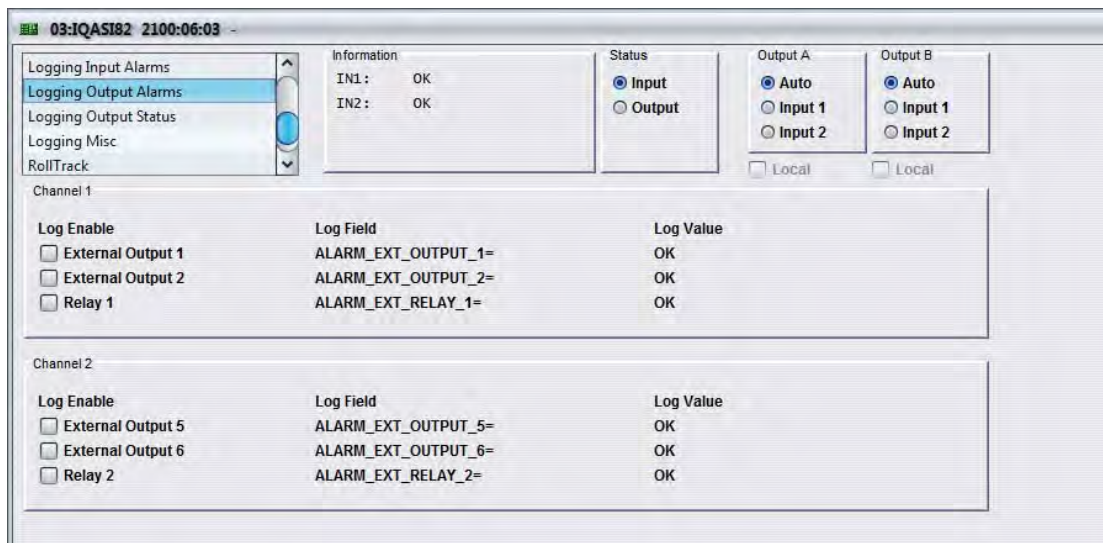 03:IQASI82 2100:06:03 -
Logging Input Alarms
Logging Output Alarms
Logging Output Status
Logging Misc
RollTrack
Information
IN1: OK
IN2: OK
Status
Input
Output
Output A
Auto
Input 1
Input 2
Local
Output B
Auto
Input 1
Input 2
Local
Channel 1
Log Enable Log Field Log Value
External Output 1 ALARM_EXT_OUTPUT_1= OK
External Output 2 ALARM_EXT_OUTPUT_2= OK
Relay 1 ALARM_EXT_RELAY_1= OK
Channel 2
Log Enable Log Field Log Value
External Output 5 ALARM_EXT_OUTPUT_5= OK
External Output 6 ALARM_EXT_OUTPUT_6= OK
Relay 2 ALARM_EXT_RELAY_2= OK